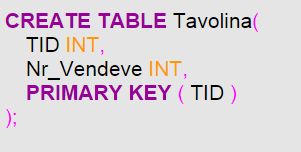 CREATE TABLE Tavolina(
TID INT,
Nr_Vendeve INT,
PRIMARY KEY ( TID )
);